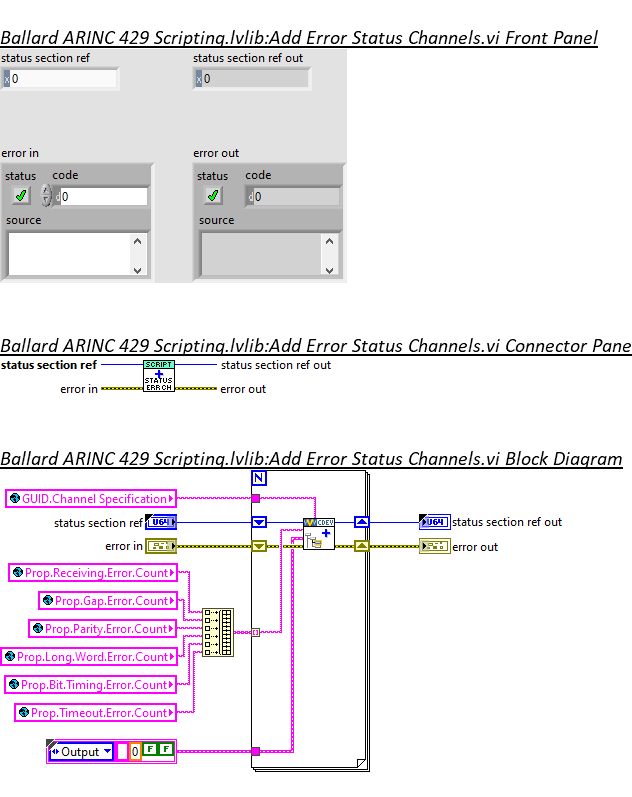 Ballard ARINC 429 Scripting.lvlib:Add Error Status Channels.vi Front Panel
status section ref
status section ref out
x 0
x 0
error in
error out
status code
status code
d 0
d 0
source
source
Ballard ARINC 429 Scripting.lvlib:Add Error Status Channels.vi Connector Pane
status section ref
SCRIPT
status section ref out
error in
STATUS
ERR CH
error out
Ballard ARINC 429 Scripting.lvlib:Add Error Status Channels.vi Block Diagram
N
GUID.Channel Specification
status section ref
U64
CDEV
U64
status section ref out
error in
error out
Prop.Receiving.Error.Count
Prop.Gap.Error.Count
Prop.Parity.Error.Count
Prop.Long.Word.Error.Count
Prop.Bit.Timing.Error.Count
Prop.Timeout.Error.Count
Output 0 F F